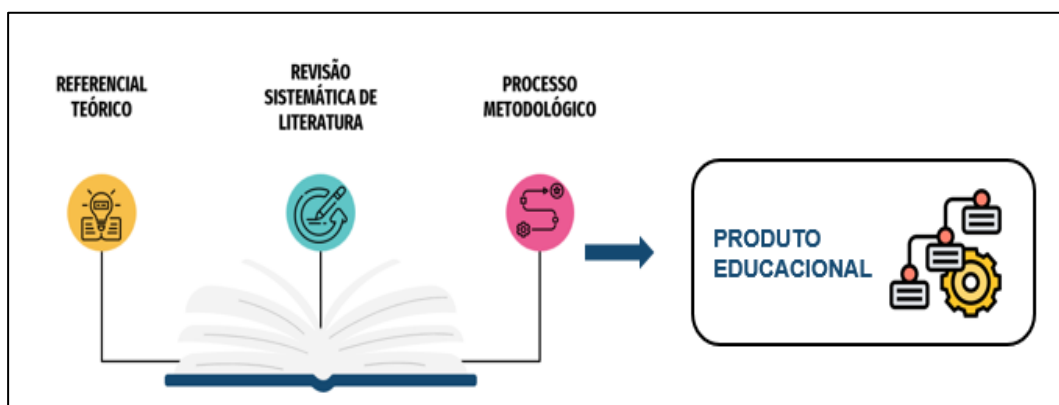 REFERENCIAL
TEÓRICO
REVISÃO
SISTEMÁTICA DE
LITERATURA
PROCESSO
METODOLÓGICO
PRODUTO
EDUCACIONAL